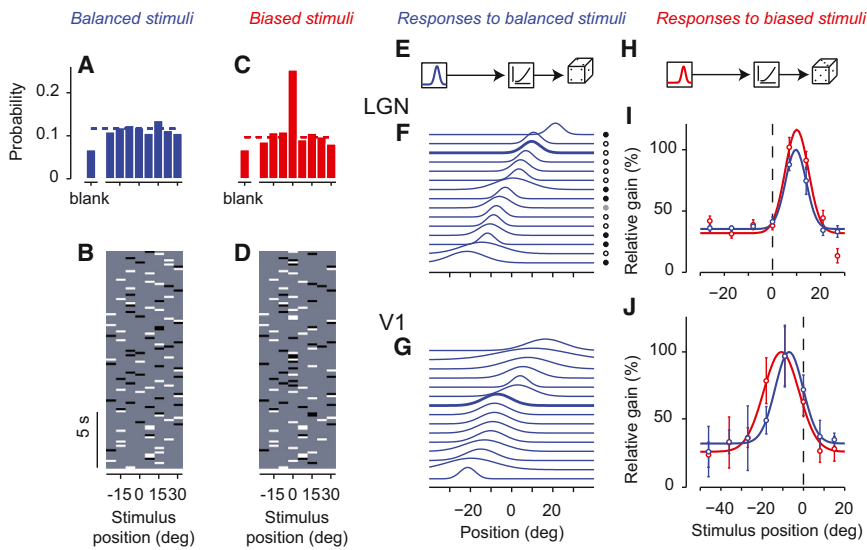 Balanced stimuli
Biased stimuli
Responses to balanced stimuli
Responses to biased stimuli
A
C
E
H
Probability
0.2
0.1
0
blank
blank
LGN
F
I
Relative gain (%)
100
50
0
−20
0
20
B
D
5 s
-15 0 15 30
Stimulus
position (deg)
-15 0 15 30
Stimulus
position (deg)
V1
G
−20
0
20
Position (deg)
J
Relative gain (%)
100
50
0
−40
−20
0
Stimulus position (deg)